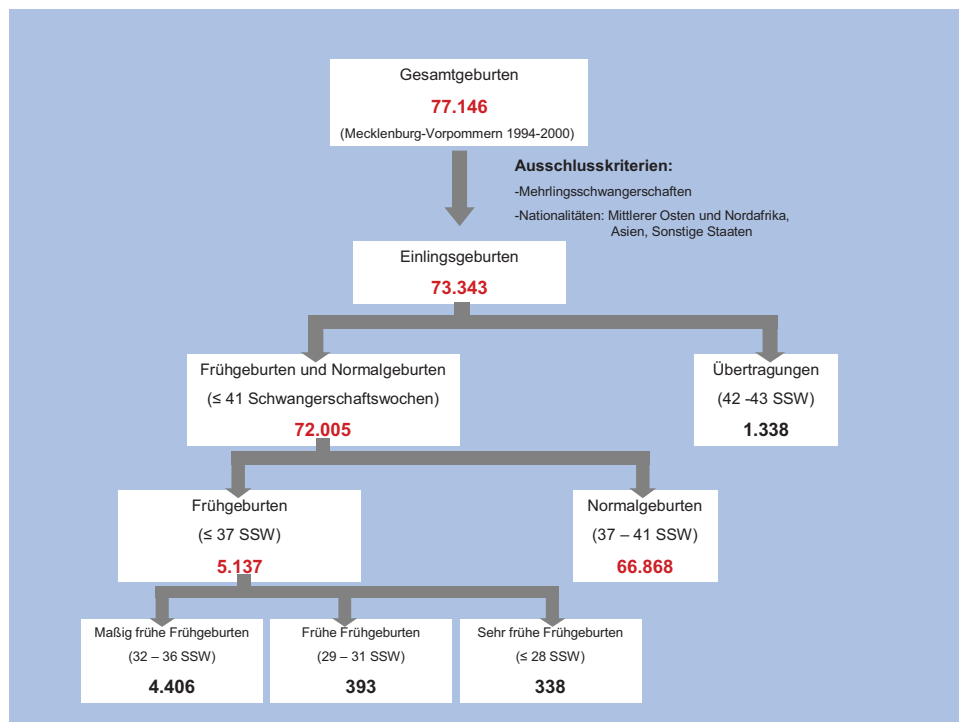 Gesamtgeburten
77.146
(Mecklenburg-Vorpommern 1994-2000)
Ausschlusskriterien:
-Mehrlingsschwangerschaften
-Nationalitäten: Mittlerer Osten und Nordafrika,
Asien, Sonstige Staaten
Einlingsgeburten
73.343
Frühgeburten und Normalgeburten
(≤ 41 Schwangerschaftswochen)
72.005
Übertragungen
(42 -43 SSW)
1.338
Frühgeburten
(≤ 37 SSW)
5.137
Normalgeburten
(37 – 41 SSW)
66.868
Maßig frühe Frühgeburten
(32 – 36 SSW)
4.406
Frühe Frühgeburten
(29 – 31 SSW)
393
Sehr frühe Frühgeburten
(≤ 28 SSW)
338